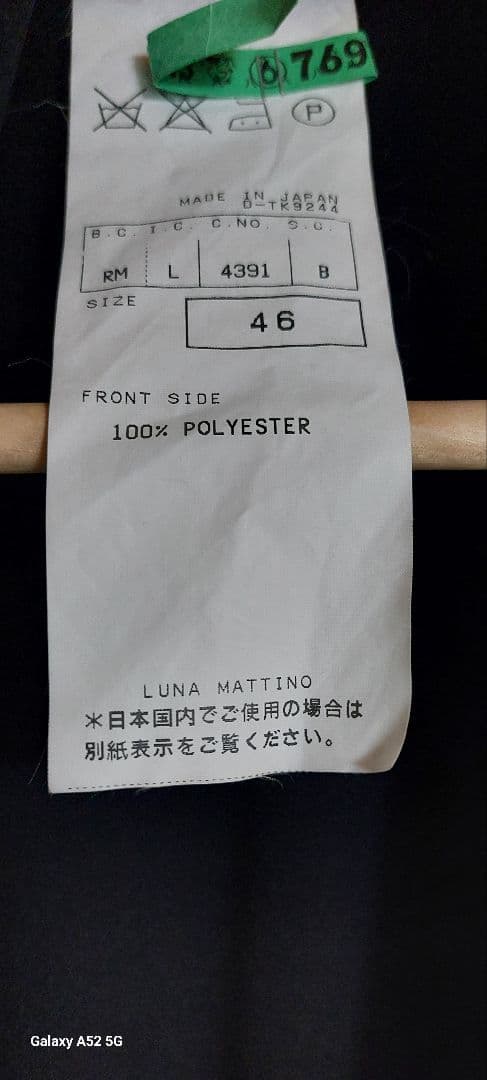 6769
P
MADE IN JAPAN
D-TK9244
B.C. I.C. C.NO. S.C.
RM L 4391 B
SIZE
46
FRONT SIDE
100% POLYESTER
LUNA MATTINO
*日本国内でご使用の場合は
別紙表示をご覧ください。
Galaxy A52 5G